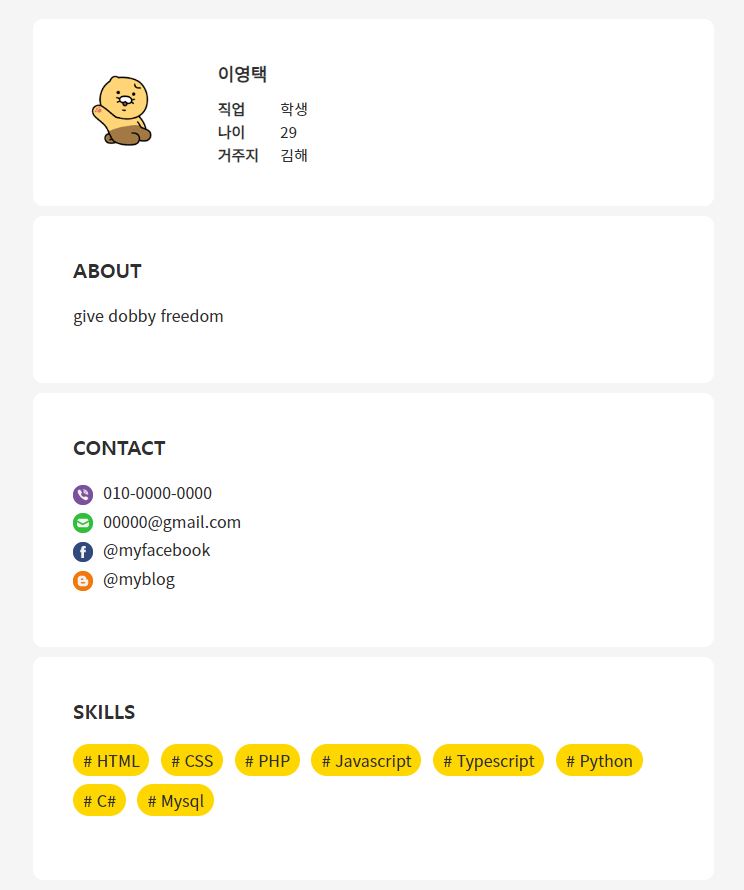 이영택
직업 학생
나이 29
거주지 김해
ABOUT
give dobby freedom
CONTACT
010-0000-0000
00000@gmail.com
@myfacebook
@myblog
SKILLS
# HTML # CSS # PHP # Javascript # Typescript # Python
# C# # Mysql